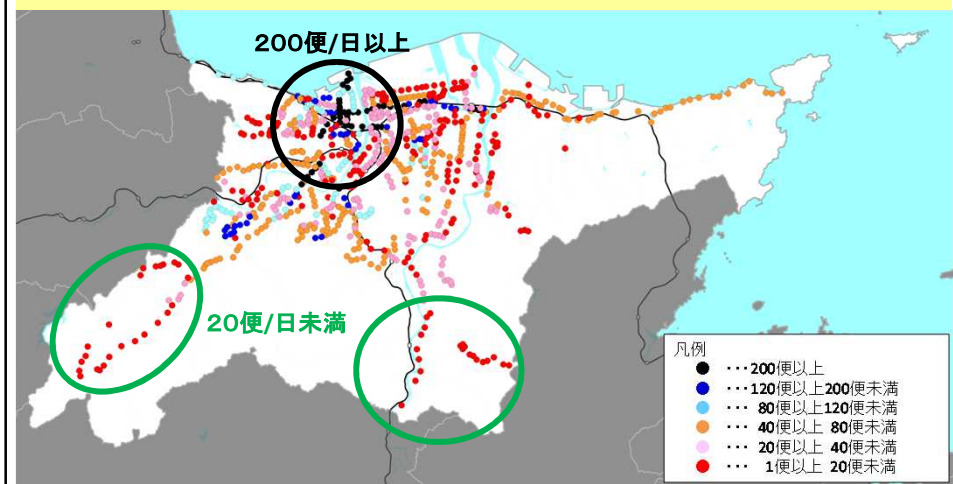 200便/日以上
20便/日未満
凡例
･･･200便以上
･･･120便以上200便未満
･･･ 80便以上120便未満
･･･ 40便以上 80便未満
･･･ 20便以上 40便未満
･･･ 1便以上 20便未満